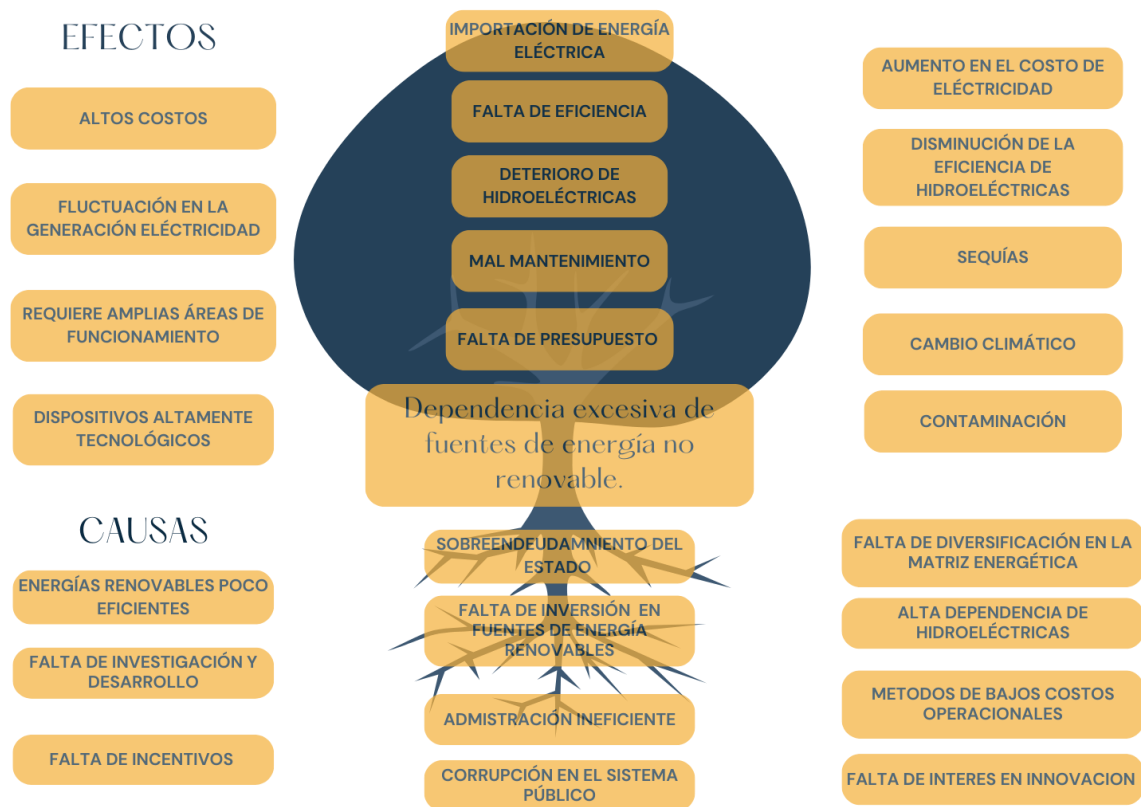 EFECTOS
ALTOS COSTOS
FLUCTUACIÓN EN LA
GENERACIÓN ELÉCTRICIDAD
REQUIERE AMPLIAS ÁREAS DE
FUNCIONAMIENTO
DISPOSITIVOS ALTAMENTE
TECNOLÓGICOS
IMPORTACIÓN DE ENERGÍA
ELÉCTRICA
FALTA DE EFICIENCIA
DETERIORO DE
HIDROELÉCTRICAS
MAL MANTENIMIENTO
FALTA DE PRESUPUESTO
AUMENTO EN EL COSTO DE
ELÉCTRICIDAD
DISMINUCIÓN DE LA
EFICIENCIA DE
HIDROELÉCTRICAS
SEQUÍAS
CAMBIO CLIMÁTICO
CONTAMINACIÓN
Dependencia excesiva de
fuentes de energía no
renovable.
CAUSAS
ENERGÍAS RENOVABLES POCO
EFICIENTES
FALTA DE INVESTIGACIÓN Y
DESARROLLO
FALTA DE INCENTIVOS
SOBREENDEUDAMNIENTO DEL
ESTADO
FALTA DE INVERSIÓN EN
FUENTES DE ENERGÍA
RENOVABLES
ADMISTRACIÓN INEFICIENTE
CORRUPCIÓN EN EL SISTEMA
PÚBLICO
FALTA DE DIVERSIFICACIÓN EN LA
MATRIZ ENERGÉTICA
ALTA DEPENDENCIA DE
HIDROELÉCTRICAS
METODOS DE BAJOS COSTOS
OPERACIONALES
FALTA DE INTERES EN INNOVACION